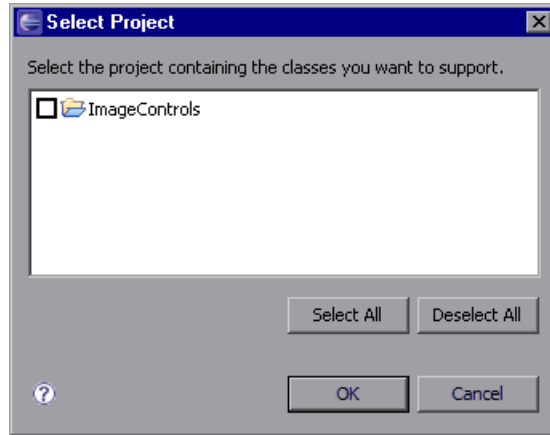 Select Project
Select the project containing the classes you want to support.
ImageControls
Select All
Deselect All
OK
Cancel